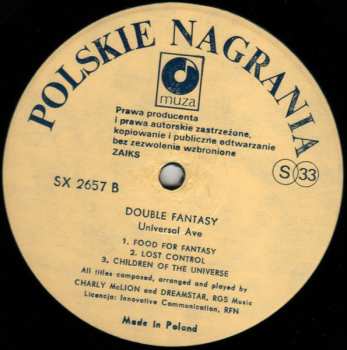 POLSKIE NAGRANIA
muza
Prawa producenta
i prawa autorskie zastrzeżone,
kopiowanie i publiczne odtwarzanie
bez zezwolenia wzbronione
ZAIKS
SX 2657 B
S 33
DOUBLE FANTASY
Universal Ave
1. FOOD FOR FANTASY
2. LOST CONTROL
3. CHILDREN OF THE UNIVERSE
All titles composed, arranged and played by
CHARLY McLION and DREAMSTAR, RGS Music
Licencja: Innovative Communication, RFN
Made in Poland